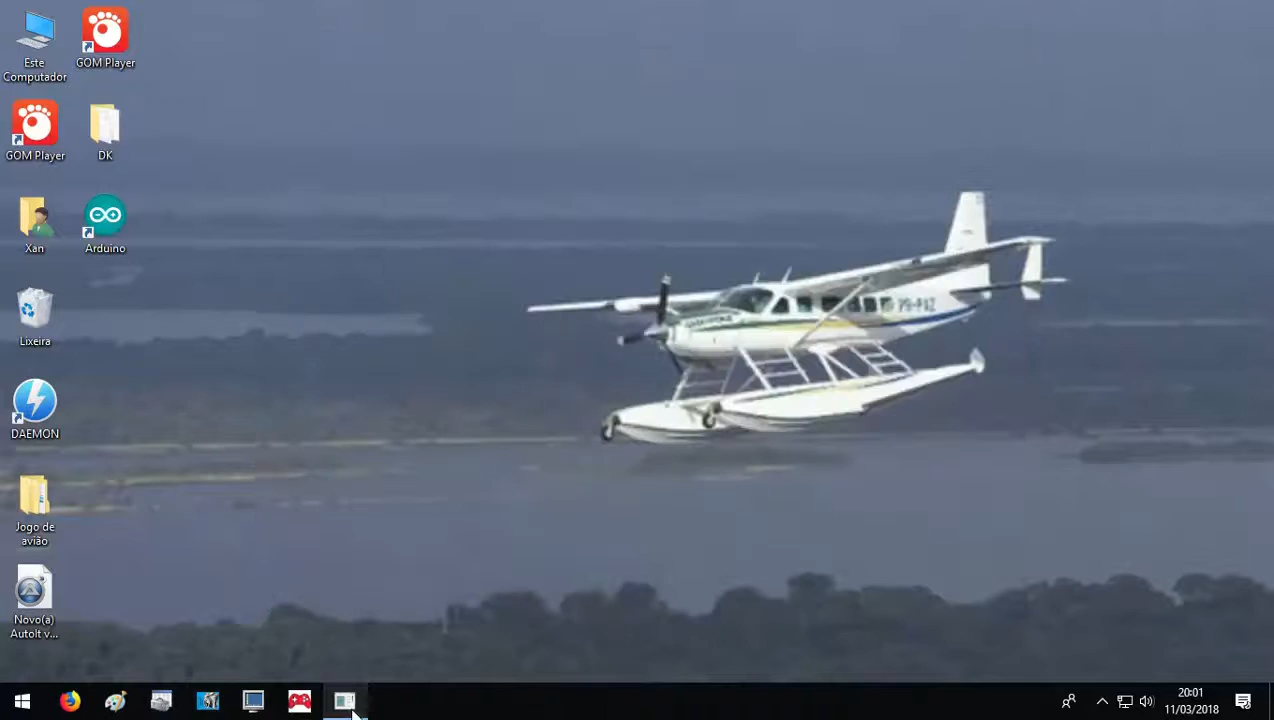 Este
Computador
GOM Player
GOM Player
DK
Xan
Arduino
Lixeira
DAEMON
Jogo de
avião
Novo(a)
AutoIt v...
20:01
11/03/2018